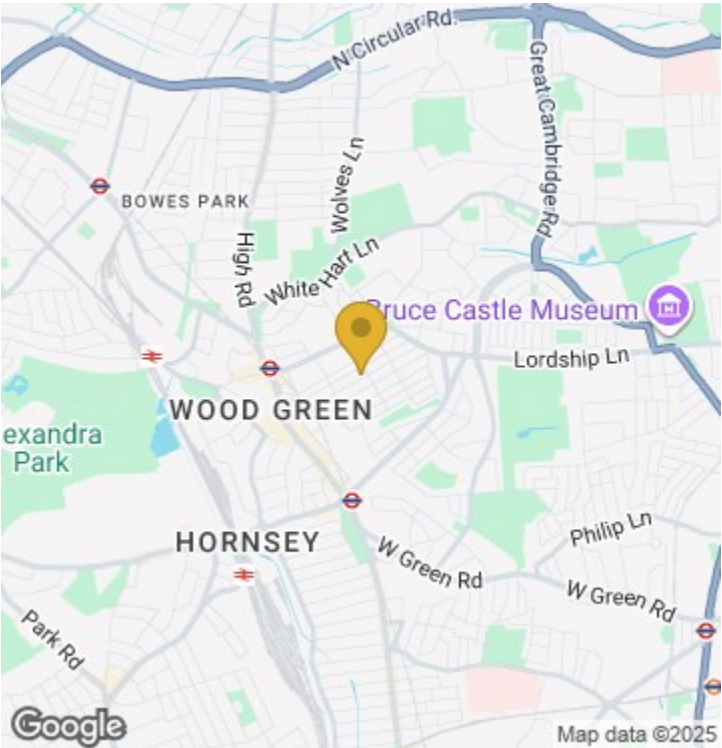 N Circular Rd.
Great Cambridge Rd
BOWES PARK
Wolves Ln
High Rd
White Hart Ln
Bruce Castle Museum
Lordship Ln
WOOD GREEN
exandra
Park
HORNSEY
Philip Ln
W Green Rd
W Green Rd
Park Rd
Google
Map data ©2025